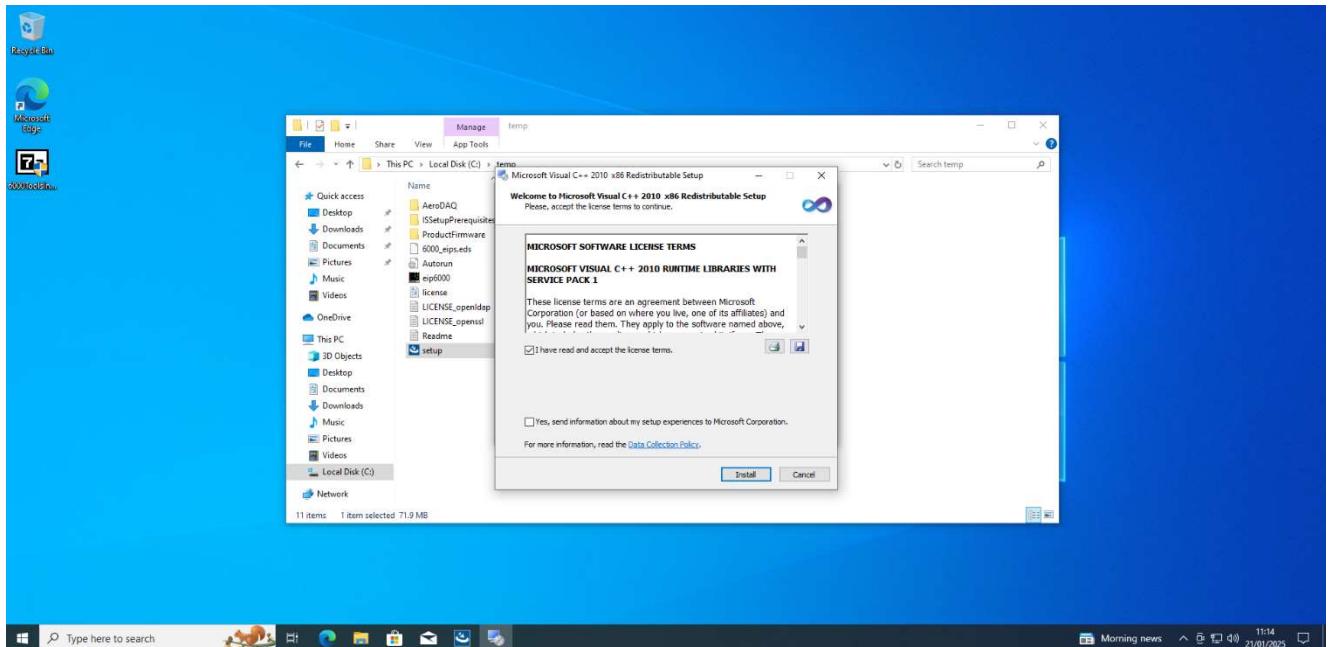 Recycle Bin
Microsoft
Edge
Manage
temp
File
Home
Share
View
App Tools
This PC > Local Disk (C:) > temp
Search temp
Quick access
Desktop
Downloads
Documents
Pictures
Music
Videos
OneDrive
This PC
3D Objects
Desktop
Documents
Downloads
Music
Pictures
Videos
Local Disk (C:)
Network
Name
AeroDAQ
ISSetupPrerequisites
ProductFirmware
6000_eips.eds
Autorun
eip6000
license
LICENSE_openldap
LICENSE_openssl
Readme
setup
11 items
1 item selected 71.9 MB
Microsoft Visual C++ 2010 x86 Redistributable Setup
Welcome to Microsoft Visual C++ 2010 x86 Redistributable Setup
Please, accept the license terms to continue.
MICROSOFT SOFTWARE LICENSE TERMS
MICROSOFT VISUAL C++ 2010 RUNTIME LIBRARIES WITH
SERVICE PACK 1
These license terms are an agreement between Microsoft
Corporation (or based on where you live, one of its affiliates) and
you. Please read them. They apply to the software named above,
I have read and accept the license terms.
Yes, send information about my setup experiences to Microsoft Corporation.
For more information, read the Data Collection Policy.
Install
Cancel
Type here to search
Morning news
11:14
21/01/2025